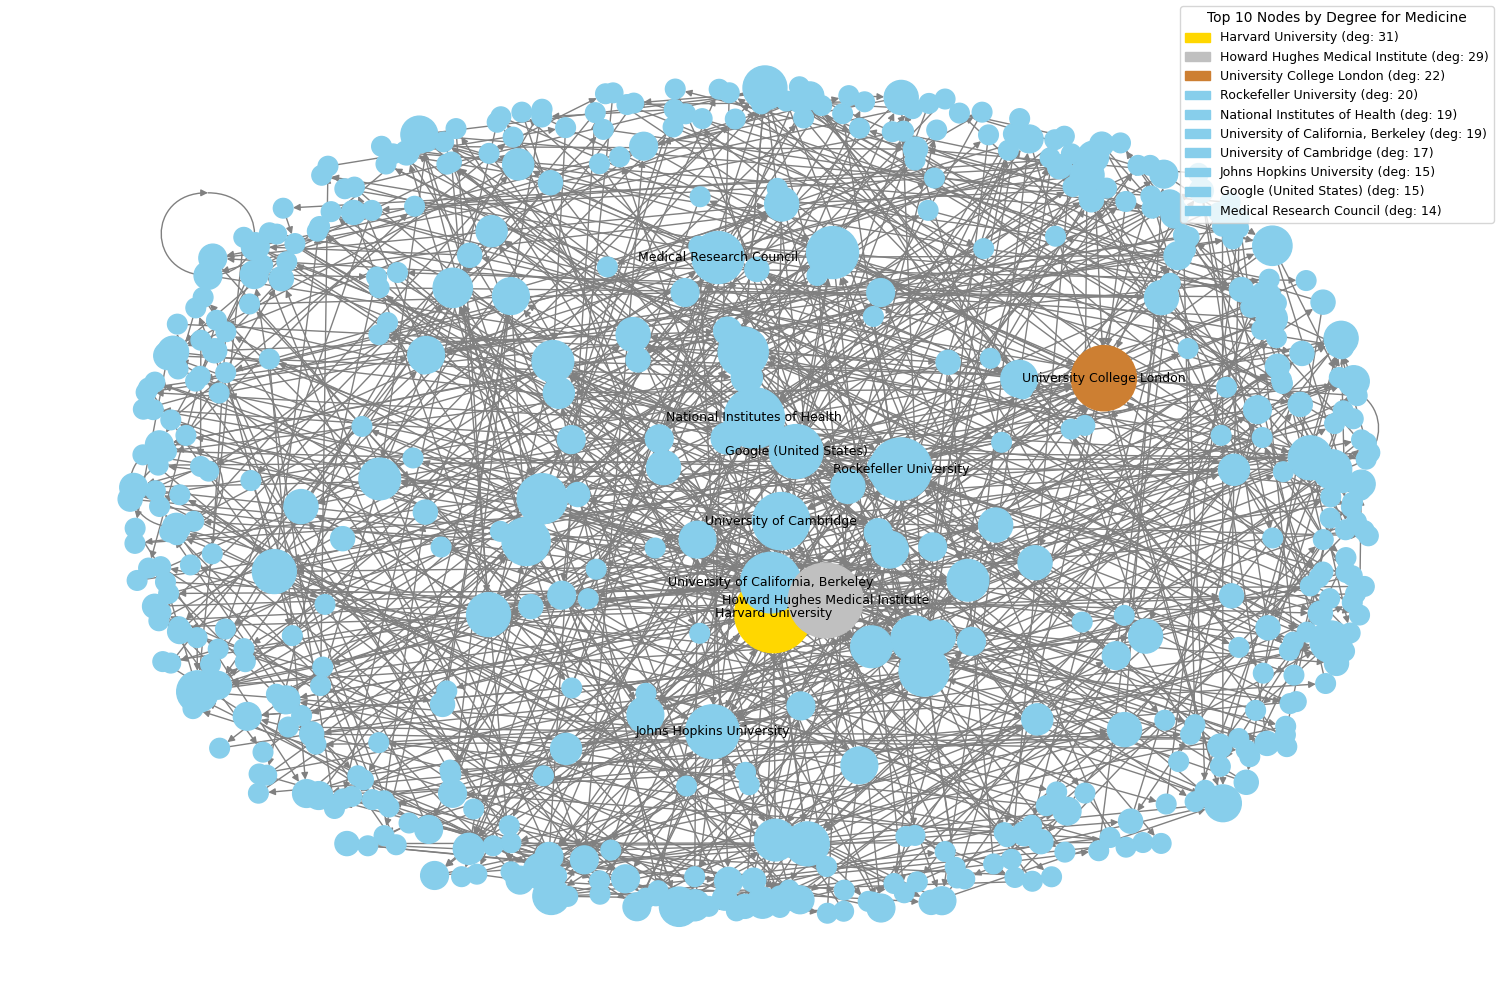 Top 10 Nodes by Degree for Medicine
Harvard University (deg: 31)
Howard Hughes Medical Institute (deg: 29)
University College London (deg: 22)
Rockefeller University (deg: 20)
National Institutes of Health (deg: 19)
University of California, Berkeley (deg: 19)
University of Cambridge (deg: 17)
Johns Hopkins University (deg: 15)
Google (United States) (deg: 15)
Medical Research Council (deg: 14)
Medical Research Council
University College London
National Institutes of Health
Google (United States)
Rockefeller University
University of Cambridge
University of California, Berkeley
Howard Hughes Medical Institute
Harvard University
Johns Hopkins University